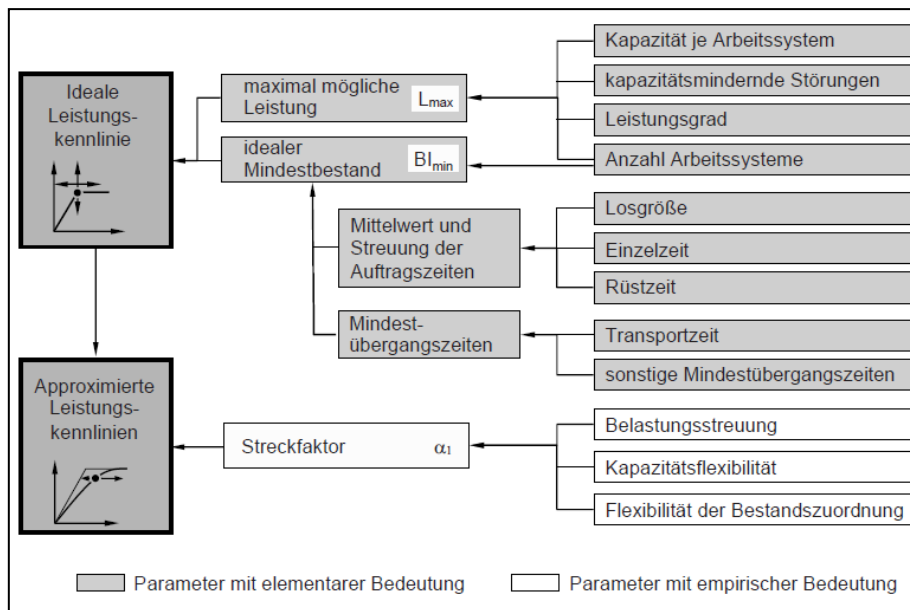 Kapazität je Arbeitssystem
Ideale
Leistungs-
kennlinie
maximal mögliche
Leistung
L_max
kapazitätsmindernde Störungen
Leistungsgrad
idealer
Mindestbestand
BI_min
Anzahl Arbeitssysteme
Mittelwert und
Streuung der
Auftragszeiten
Losgröße
Einzelzeit
Rüstzeit
Mindest-
übergangszeiten
Transportzeit
sonstige Mindestübergangszeiten
Approximierte
Leistungs-
kennlinien
Streckfaktor
α₁
Belastungsstreuung
Kapazitätsflexibilität
Flexibilität der Bestandszuordnung
Parameter mit elementarer Bedeutung
Parameter mit empirischer Bedeutung